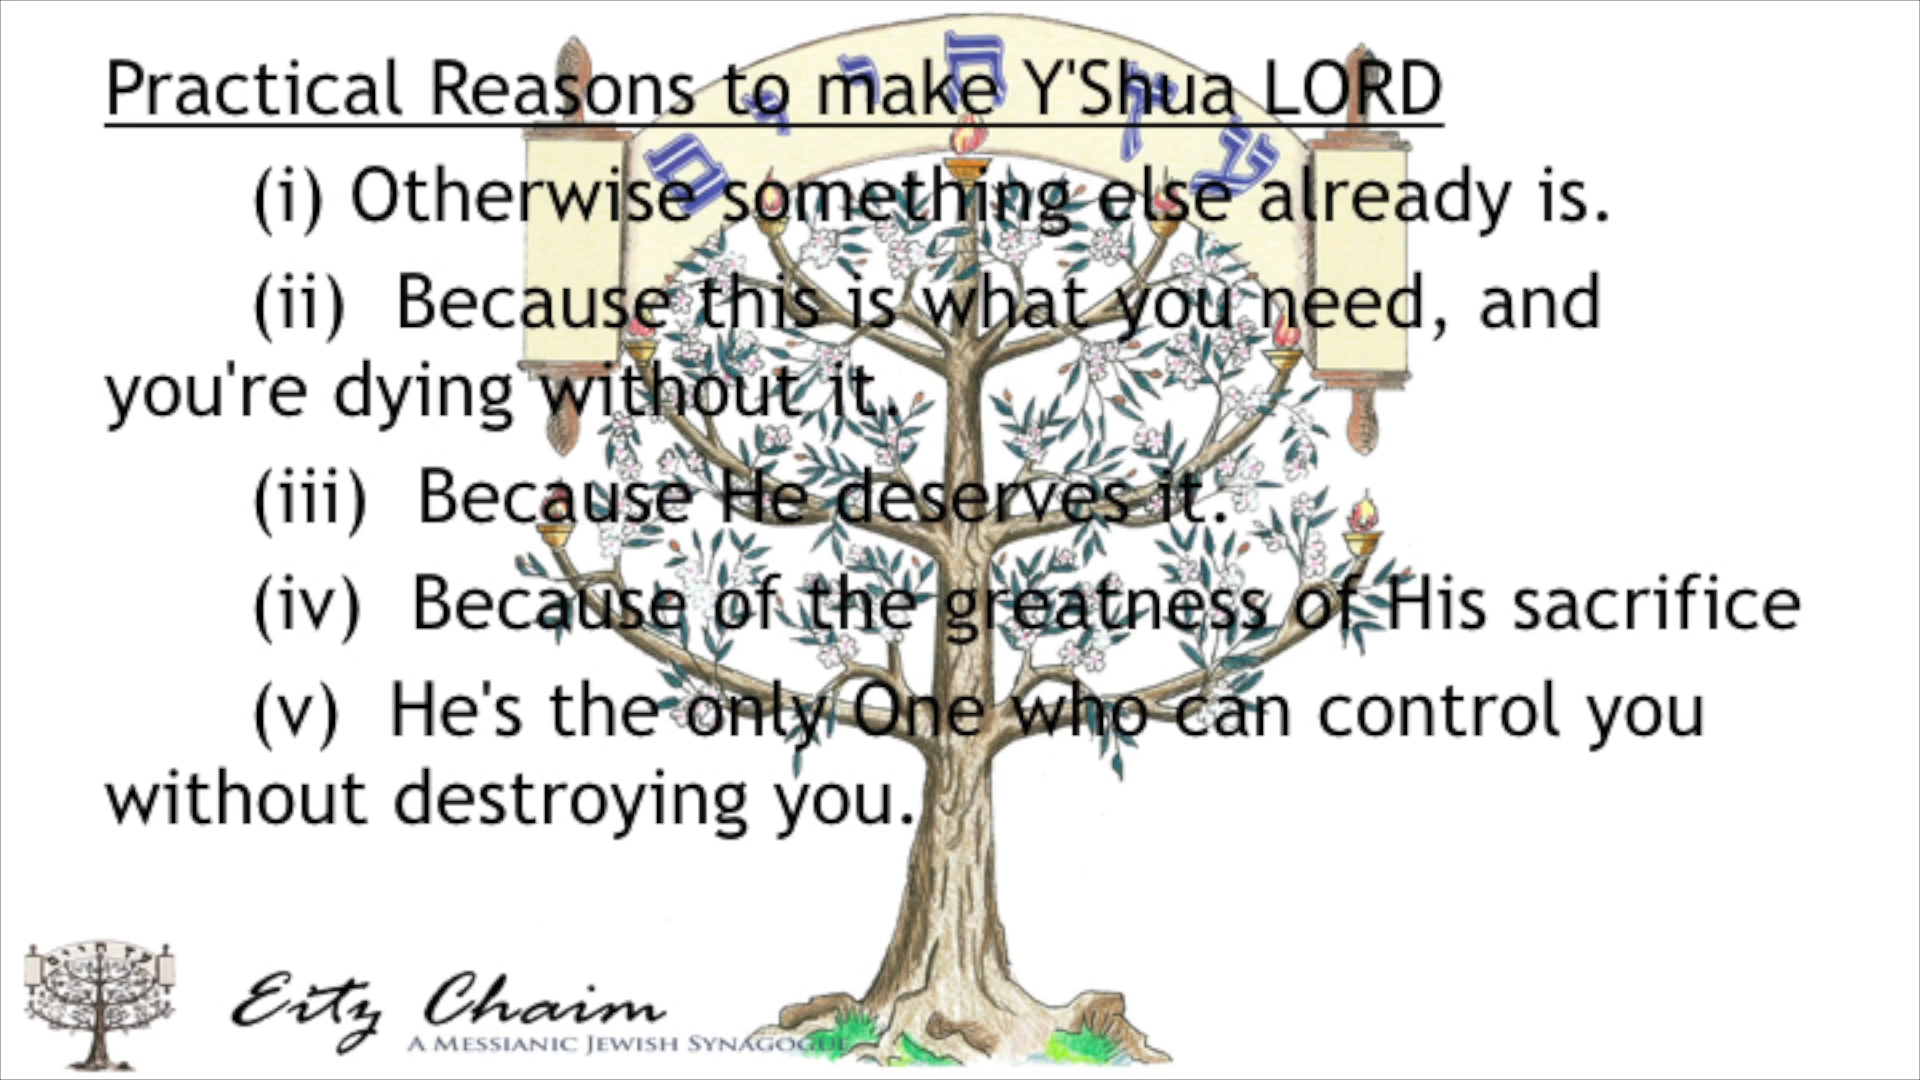 עץ חיים
Practical Reasons to make Y'Shua LORD
(i) Otherwise something else already is.
(ii) Because this is what you need, and
you're dying without it.
(iii) Because He deserves it.
(iv) Because of the greatness of His sacrifice
(v) He's the only One who can control you
without destroying you.
Eitz Chaim
A MESSIANIC JEWISH SYNAGOGUE